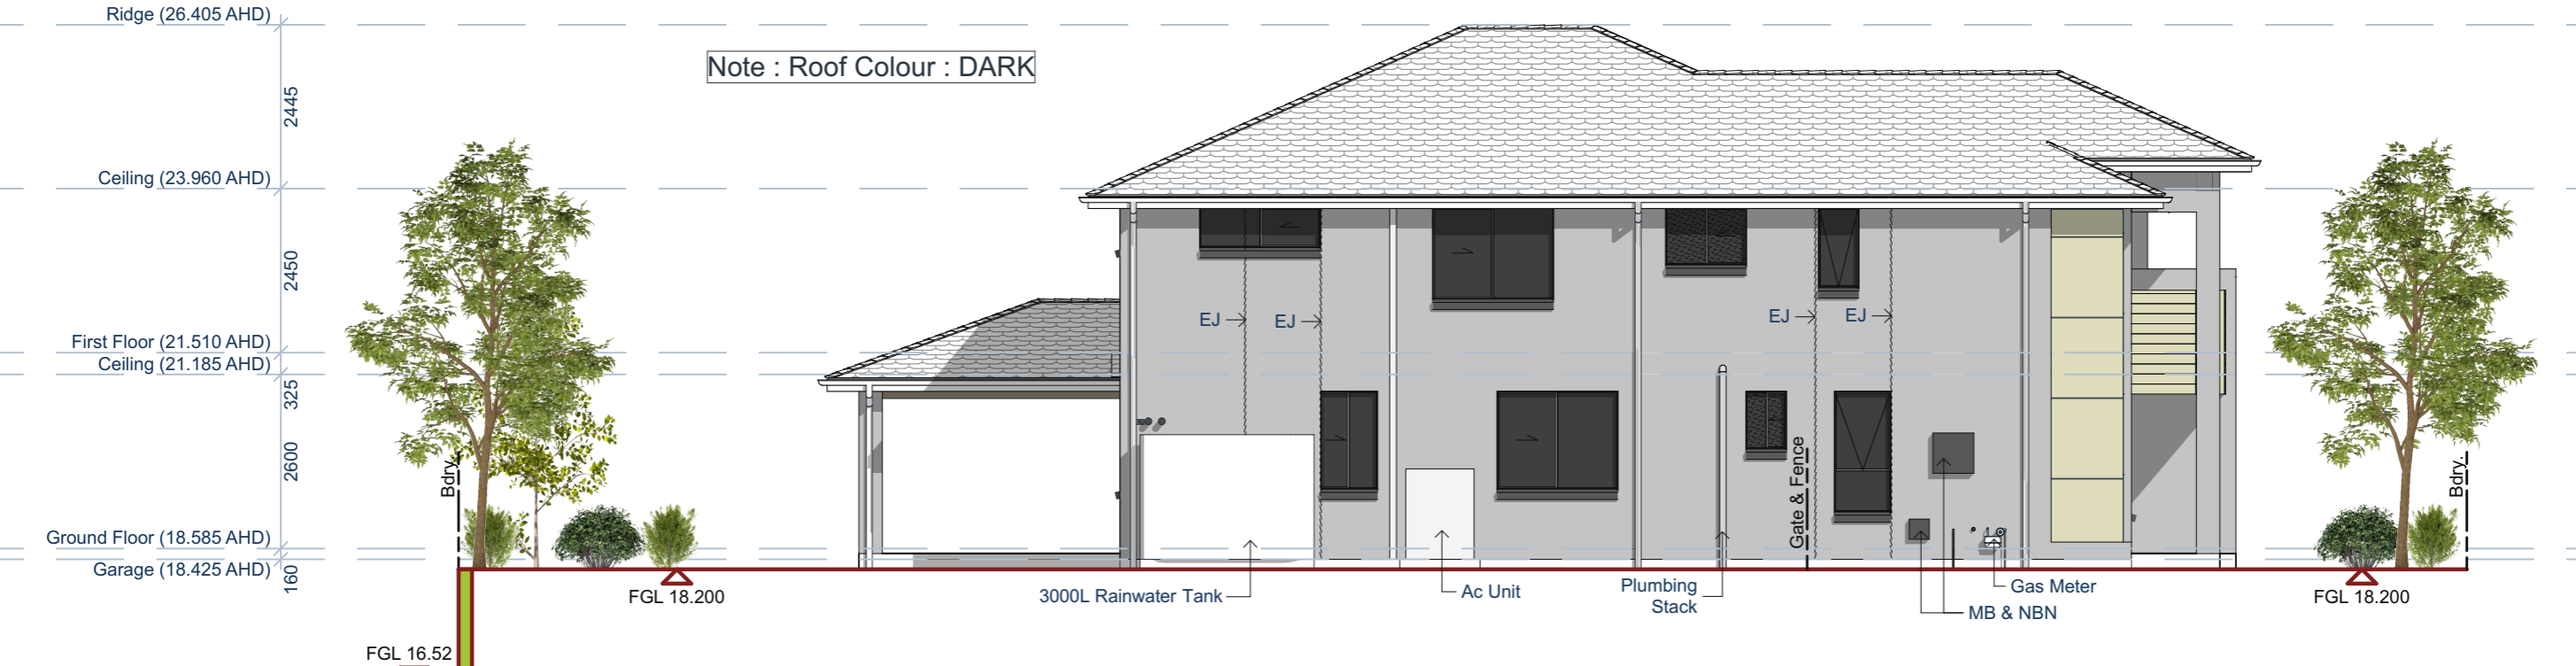 Ridge (26.405 AHD)
Note : Roof Colour : DARK
2445
Ceiling (23.960 AHD)
2450
First Floor (21.510 AHD)
Ceiling (21.185 AHD)
325
2600
Ground Floor (18.585 AHD)
Garage (18.425 AHD)
160
Bdry.
EJ
EJ
EJ
EJ
Gate & Fence
Bdry.
FGL 18.200
3000L Rainwater Tank
Ac Unit
Plumbing
Stack
Gas Meter
MB & NBN
FGL 18.200
FGL 16.52